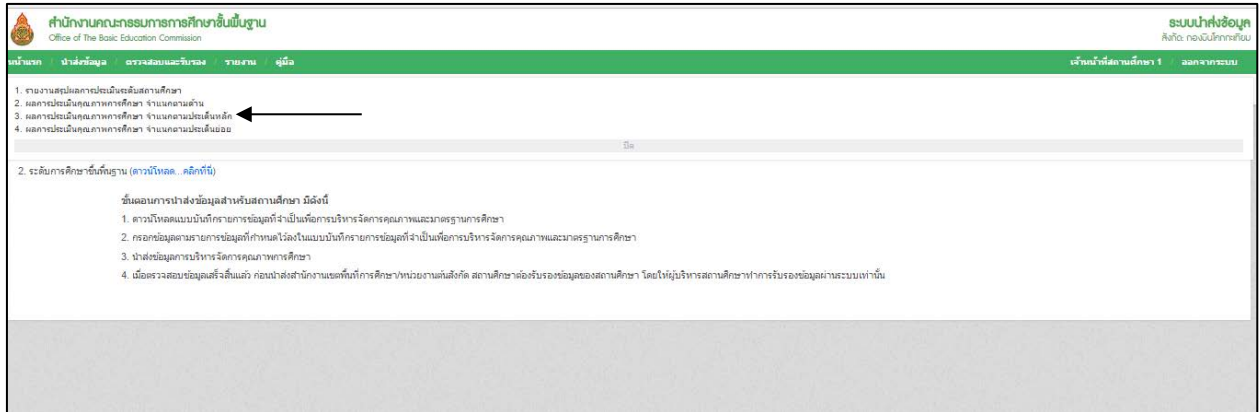 สำนักงานคณะกรรมการการศึกษาขั้นพื้นฐาน
Office of The Basic Education Commission
ระบบนำส่งข้อมูล
สังกัด: กองบินโคกกะเทียม
หน้าแรก / นำส่งข้อมูล / ตรวจสอบและรับรอง / รายงาน / คู่มือ
เจ้าหน้าที่สถานศึกษา 1 / ออกจากระบบ
1. รายงานสรุปผลการประเมินระดับสถานศึกษา
2. ผลการประเมินคุณภาพการศึกษา จำแนกตามด้าน
3. ผลการประเมินคุณภาพการศึกษา จำแนกตามประเด็นหลัก
4. ผลการประเมินคุณภาพการศึกษา จำแนกตามประเด็นย่อย
ปิด
2. ระดับการศึกษาขั้นพื้นฐาน (ดาวน์โหลด...คลิกที่นี่)
ขั้นตอนการนำส่งข้อมูลสำหรับสถานศึกษา มีดังนี้
1. ดาวน์โหลดแบบบันทึกรายการข้อมูลที่จำเป็นเพื่อการบริหารจัดการคุณภาพและมาตรฐานการศึกษา
2. กรอกข้อมูลตามรายการข้อมูลที่กำหนดไว้ลงในแบบบันทึกรายการข้อมูลที่จำเป็นเพื่อการบริหารจัดการคุณภาพและมาตรฐานการศึกษา
3. นำส่งข้อมูลการบริหารจัดการคุณภาพการศึกษา
4. เมื่อตรวจสอบข้อมูลเสร็จสิ้นแล้ว ก่อนนำส่งสำนักงานเขตพื้นที่การศึกษา/หน่วยงานต้นสังกัด สถานศึกษาต้องรับรองข้อมูลของสถานศึกษา โดยให้ผู้บริหารสถานศึกษาทำการรับรองข้อมูลผ่านระบบเท่านั้น